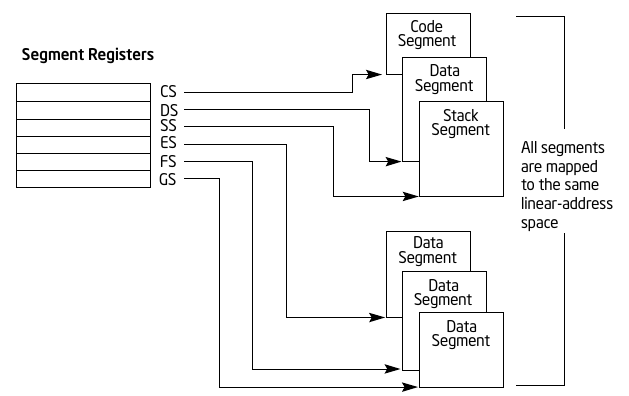 Segment Registers
CS
DS
SS
ES
FS
GS
Code
Segment
Data
Segment
Stack
Segment
Data
Segment
Data
Segment
Data
Segment
All segments
are mapped
to the same
linear-address
space